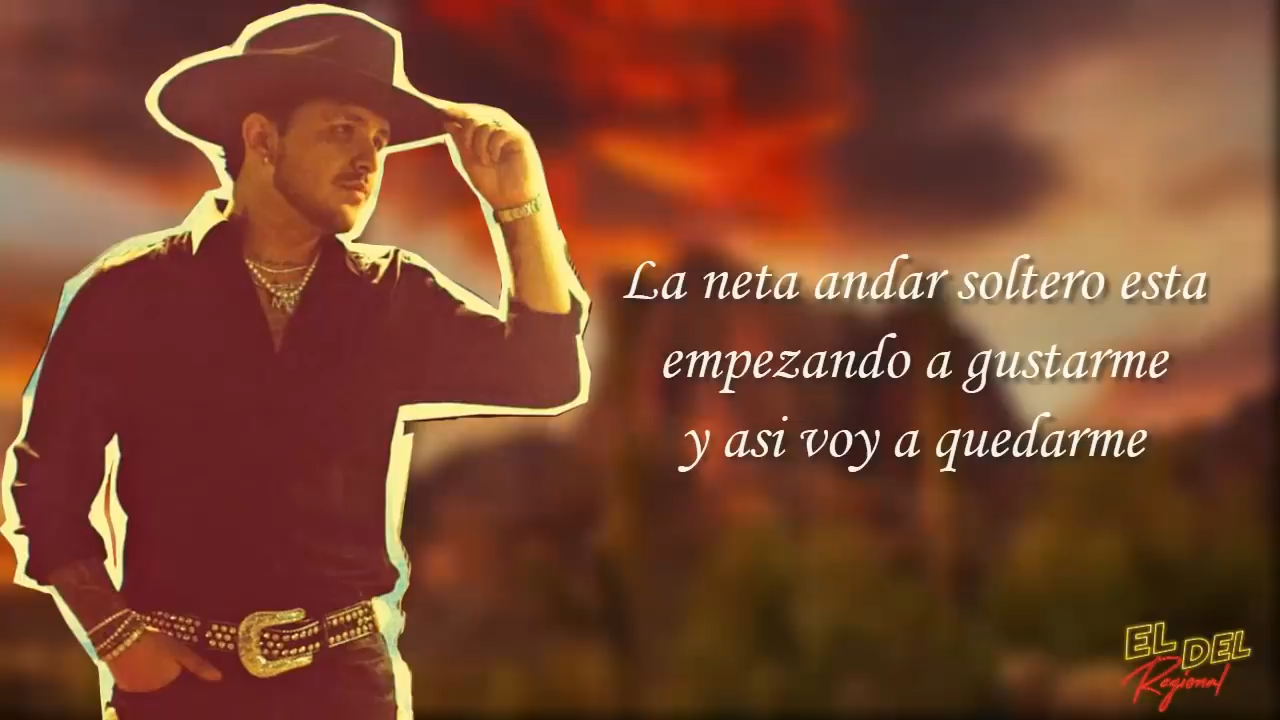 La neta andar soltero esta
empezando a gustarme
y asi voy a quedarme
EL DEL
Regional